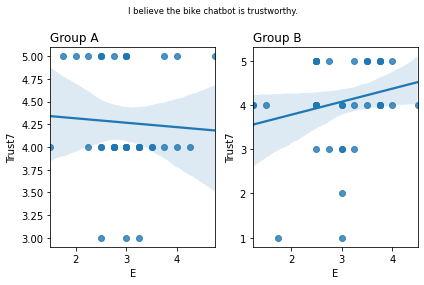 I believe the bike chatbot is trustworthy.
Group A
Group B
5.00
4.75
4.50
4.25
4.00
3.75
3.50
3.25
3.00
Trust7
2
3
4
E
5
4
3
2
1
Trust7
2
3
4
E